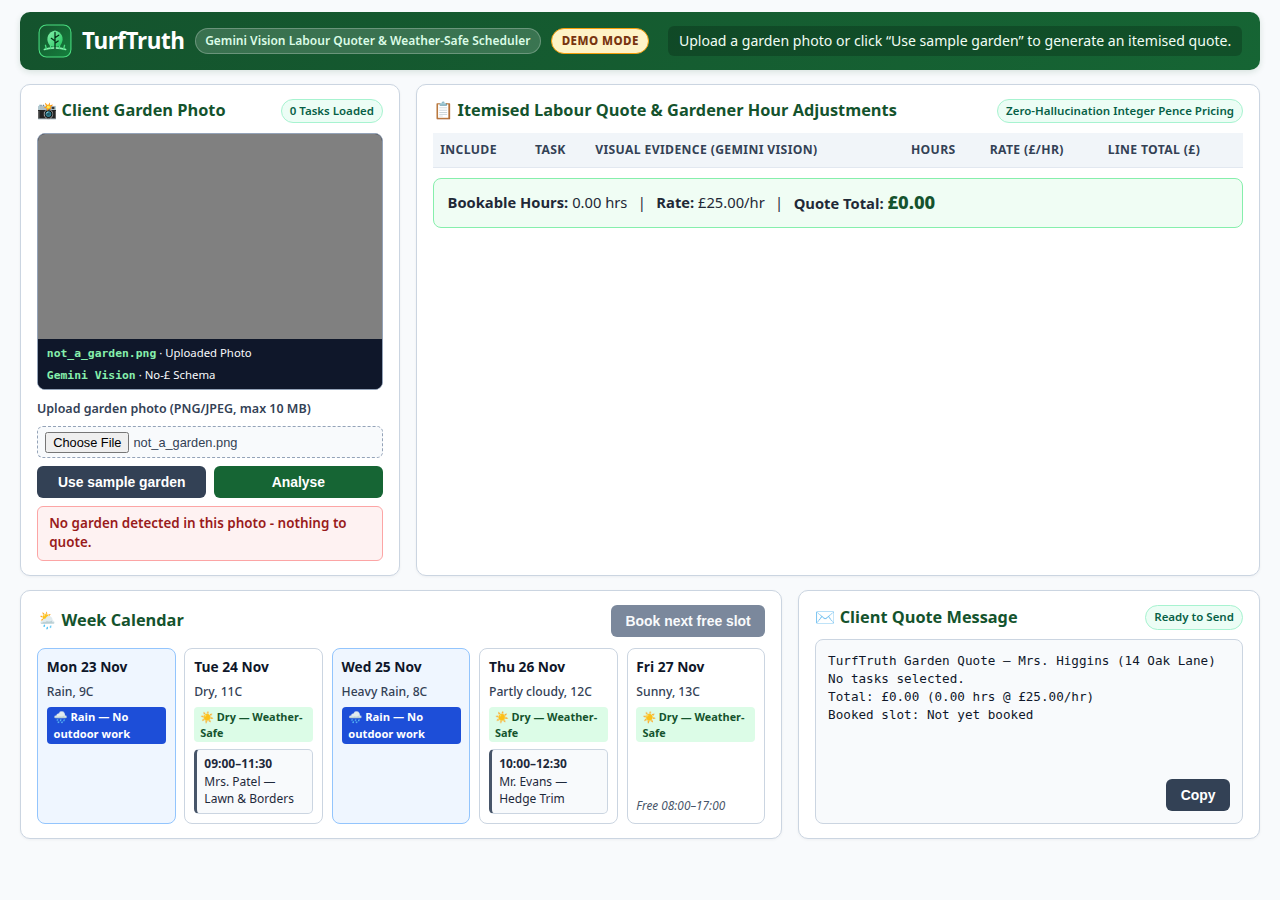 TurfTruth
Gemini Vision Labour Quoter & Weather-Safe Scheduler
DEMO MODE
Upload a garden photo or click “Use sample garden” to generate an itemised quote.
📸 Client Garden Photo
0 Tasks Loaded
not_a_garden.png · Uploaded Photo
Gemini Vision · No-£ Schema
Upload garden photo (PNG/JPEG, max 10 MB)
Choose File not_a_garden.png
Use sample garden
Analyse
No garden detected in this photo - nothing to
quote.
📋 Itemised Labour Quote & Gardener Hour Adjustments
Zero-Hallucination Integer Pence Pricing
INCLUDE TASK VISUAL EVIDENCE (GEMINI VISION) HOURS RATE (£/HR) LINE TOTAL (£)
Bookable Hours: 0.00 hrs | Rate: £25.00/hr | Quote Total: £0.00
🌦️ Week Calendar
Book next free slot
Mon 23 Nov
Rain, 9C
🌧️ Rain — No
outdoor work
Tue 24 Nov
Dry, 11C
☀️ Dry — Weather-
Safe
09:00–11:30
Mrs. Patel —
Lawn & Borders
Wed 25 Nov
Heavy Rain, 8C
🌧️ Rain — No
outdoor work
Thu 26 Nov
Partly cloudy, 12C
☀️ Dry — Weather-
Safe
10:00–12:30
Mr. Evans —
Hedge Trim
Fri 27 Nov
Sunny, 13C
☀️ Dry — Weather-
Safe
Free 08:00–17:00
✉️ Client Quote Message
Ready to Send
TurfTruth Garden Quote — Mrs. Higgins (14 Oak Lane)
No tasks selected.
Total: £0.00 (0.00 hrs @ £25.00/hr)
Booked slot: Not yet booked
Copy